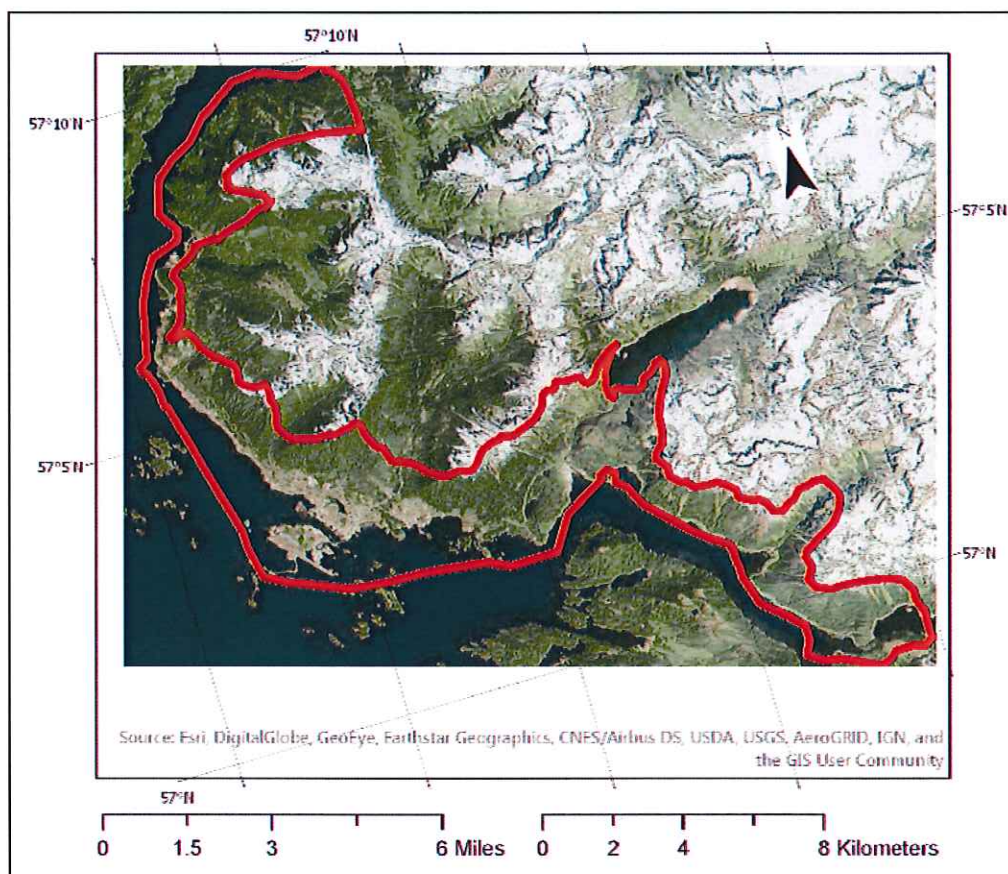 57°10'N
57°10'N
57°5'N
57°5'N
57°N
Source: Esri, DigitalGlobe, GeoEye, Earthstar Geographics, CNES/Airbus DS, USDA, USGS, AeroGRID, IGN, and
the GIS User Community
57°N
0 1.5 3 6 Miles 0 2 4 8 Kilometers